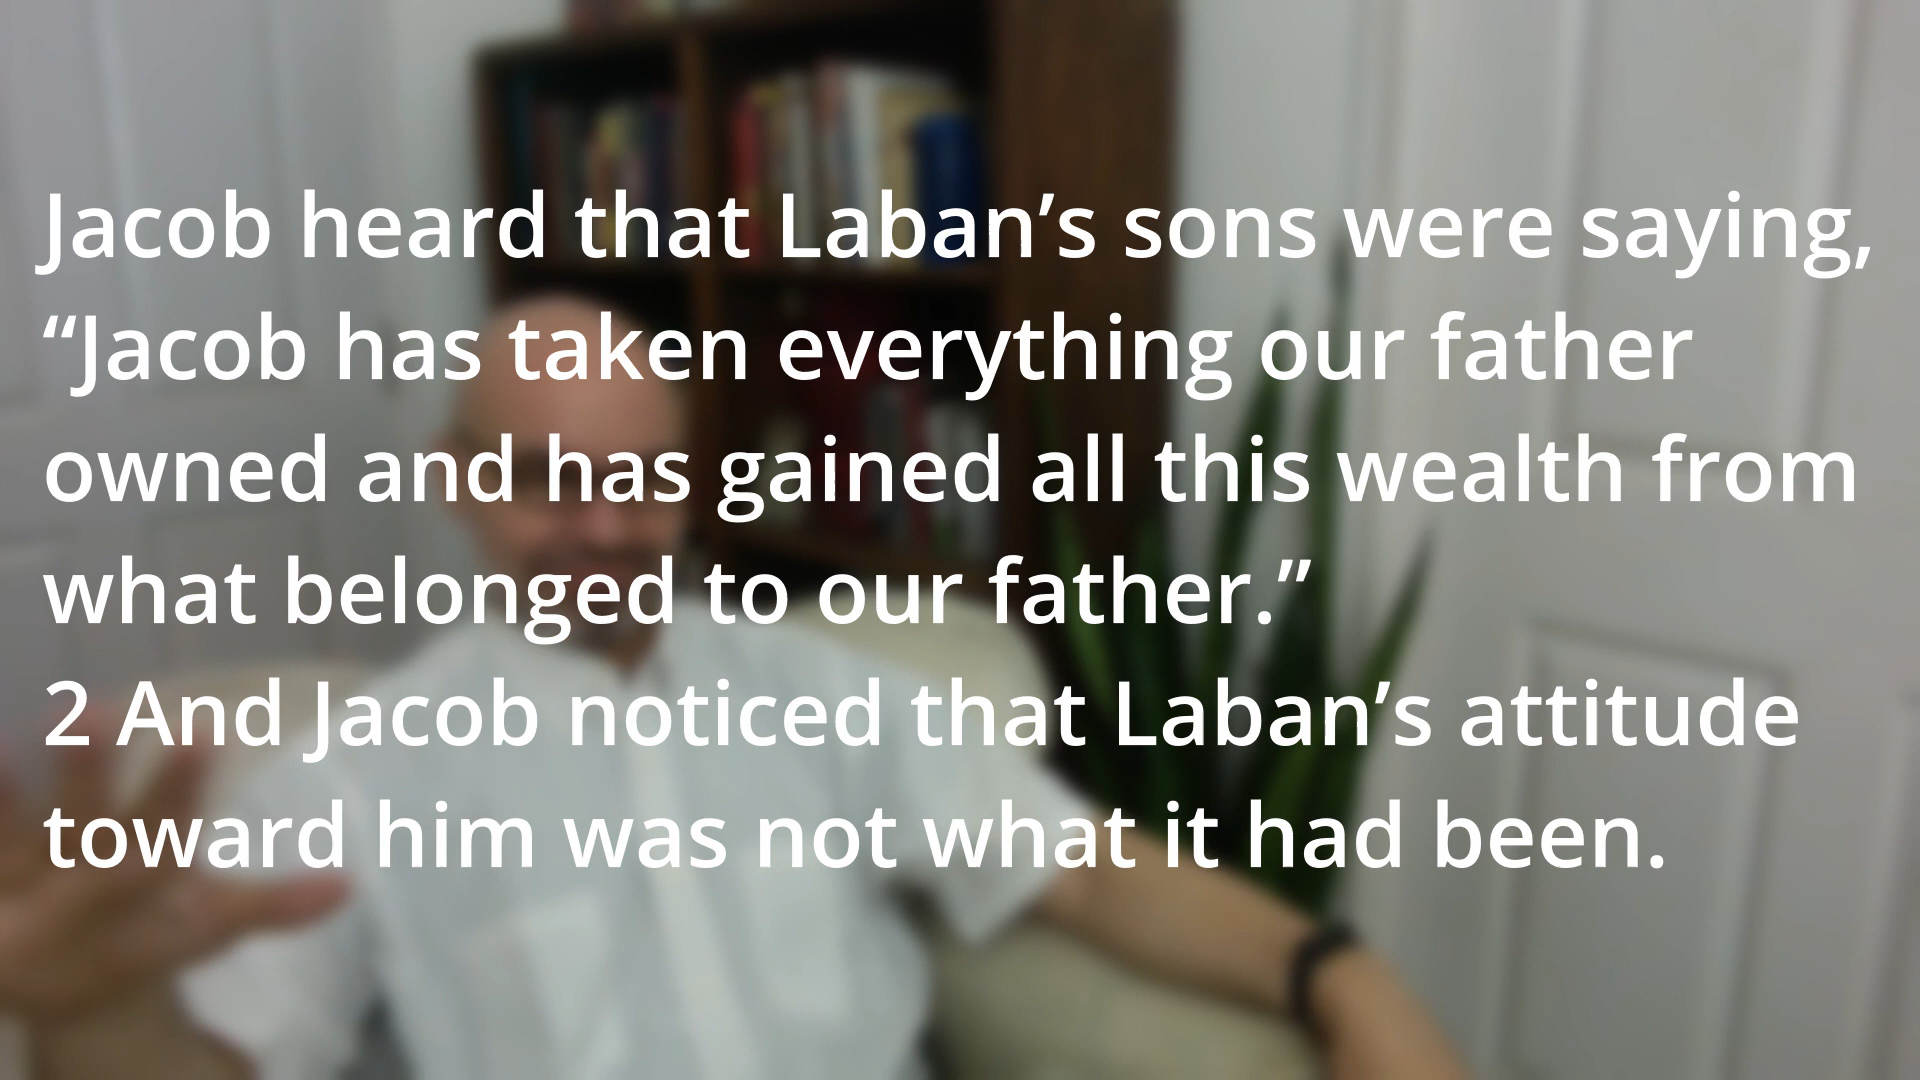 Jacob heard that Laban’s sons were saying,
“Jacob has taken everything our father
owned and has gained all this wealth from
what belonged to our father.”
2 And Jacob noticed that Laban’s attitude
toward him was not what it had been.